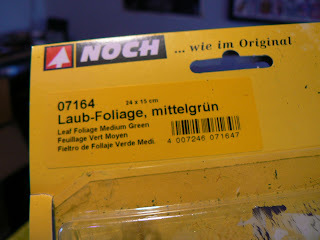 NOCH ... wie im Original
07164 24 x 15 cm
Laub-Foliage, mittelgrün
Leaf Foliage Medium Green
Feuillage Vert Moyen
Fieltro de Foliaje Verde Medi.
4 007246 071647